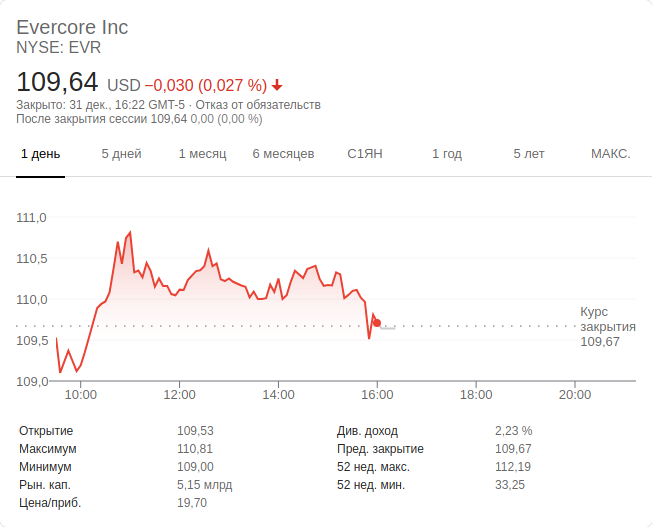 Evercore Inc
NYSE: EVR
109,64 USD −0,030 (0,027 %)
Закрыто: 31 дек., 16:22 GMT-5 · Отказ от обязательств
После закрытия сессии 109,64 0,00 (0,00 %)
1 день 5 дней 1 месяц 6 месяцев С1ЯН 1 год 5 лет МАКС.
111,0
110,5
110,0
109,5
109,0
Курс
закрытия
109,67
10:00 12:00 14:00 16:00 18:00 20:00
Открытие 109,53 Див. доход 2,23 %
Максимум 110,81 Пред. закрытие 109,67
Минимум 109,00 52 нед. макс. 112,19
Рын. кап. 5,15 млрд 52 нед. мин. 33,25
Цена/приб. 19,70